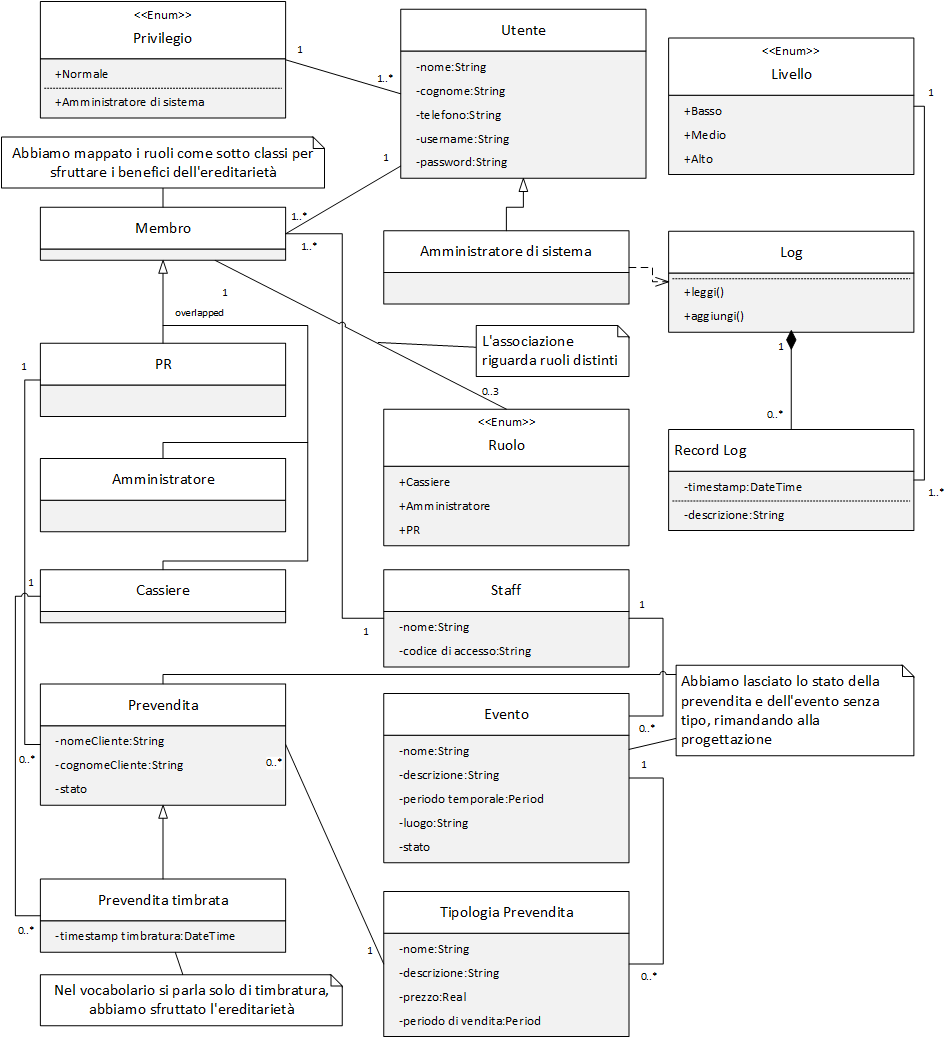 <<Enum>>
Privilegio
+Normale
+Amministratore di sistema
1
1..*
Utente
-nome:String
-cognome:String
-telefono:String
-username:String
-password:String
<<Enum>>
Livello
+Basso
+Medio
+Alto
1
Abbiamo mappato i ruoli come sotto classi per
sfruttare i benefici dell'ereditarietà
1
1..*
Membro
1..*
Amministratore di sistema
Log
+leggi()
+aggiungi()
1
overlapped
L'associazione
riguarda ruoli distinti
1
0..*
1
PR
0..3
<<Enum>>
Ruolo
+Cassiere
+Amministratore
+PR
Record Log
-timestamp:DateTime
-descrizione:String
1..*
Amministratore
1
Cassiere
Staff
-nome:String
-codice di accesso:String
1
1
Abbiamo lasciato lo stato della
prevendita e dell'evento senza
tipo, rimandando alla
progettazione
Prevendita
-nomeCliente:String
-cognomeCliente:String
-stato
0..*
0..*
Evento
-nome:String
-descrizione:String
-periodo temporale:Period
-luogo:String
-stato
0..*
1
Prevendita timbrata
-timestamp timbratura:DateTime
0..*
1
Tipologia Prevendita
-nome:String
-descrizione:String
-prezzo:Real
-periodo di vendita:Period
0..*
Nel vocabolario si parla solo di timbratura,
abbiamo sfruttato l'ereditarietà